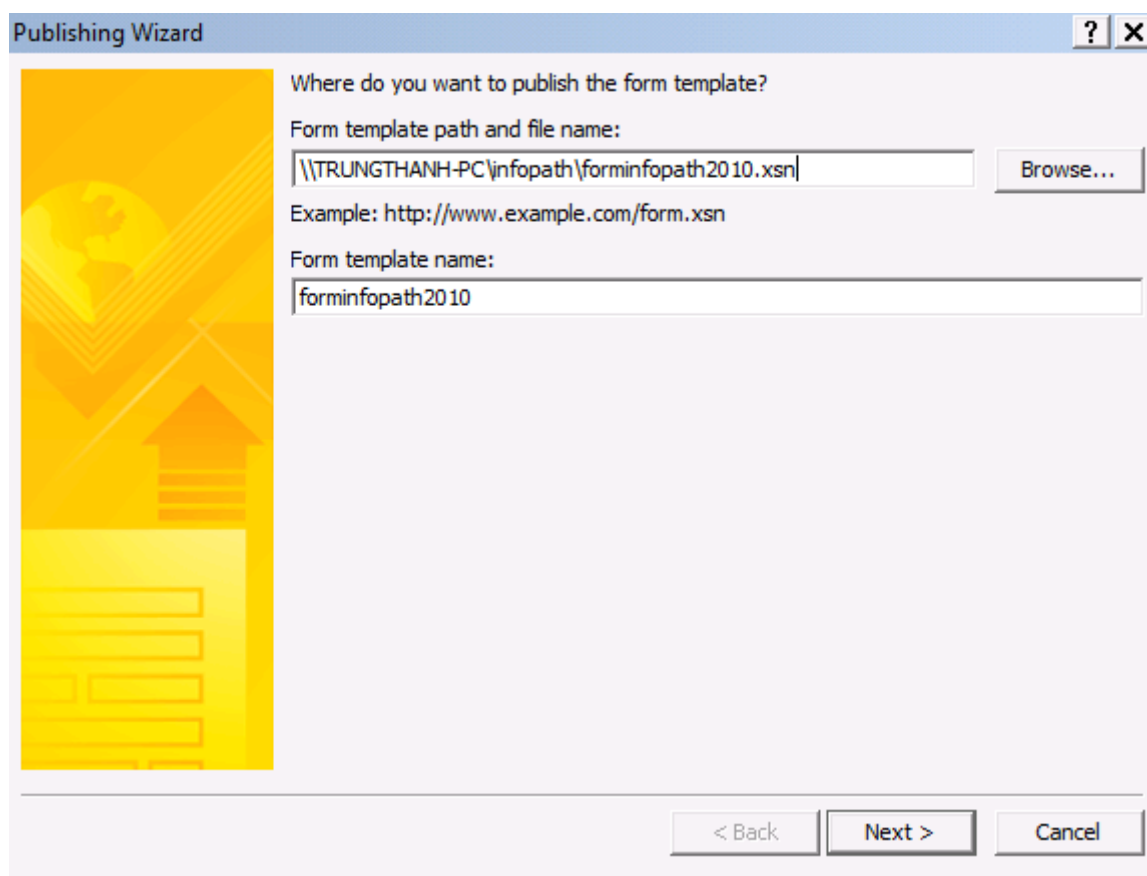 Publishing Wizard
Where do you want to publish the form template?
Form template path and file name:
\\TRUNGTHANH-PC\infopath\forminfopath2010.xsn
Browse...
Example: http://www.example.com/form.xsn
Form template name:
forminfopath2010
< Back
Next >
Cancel